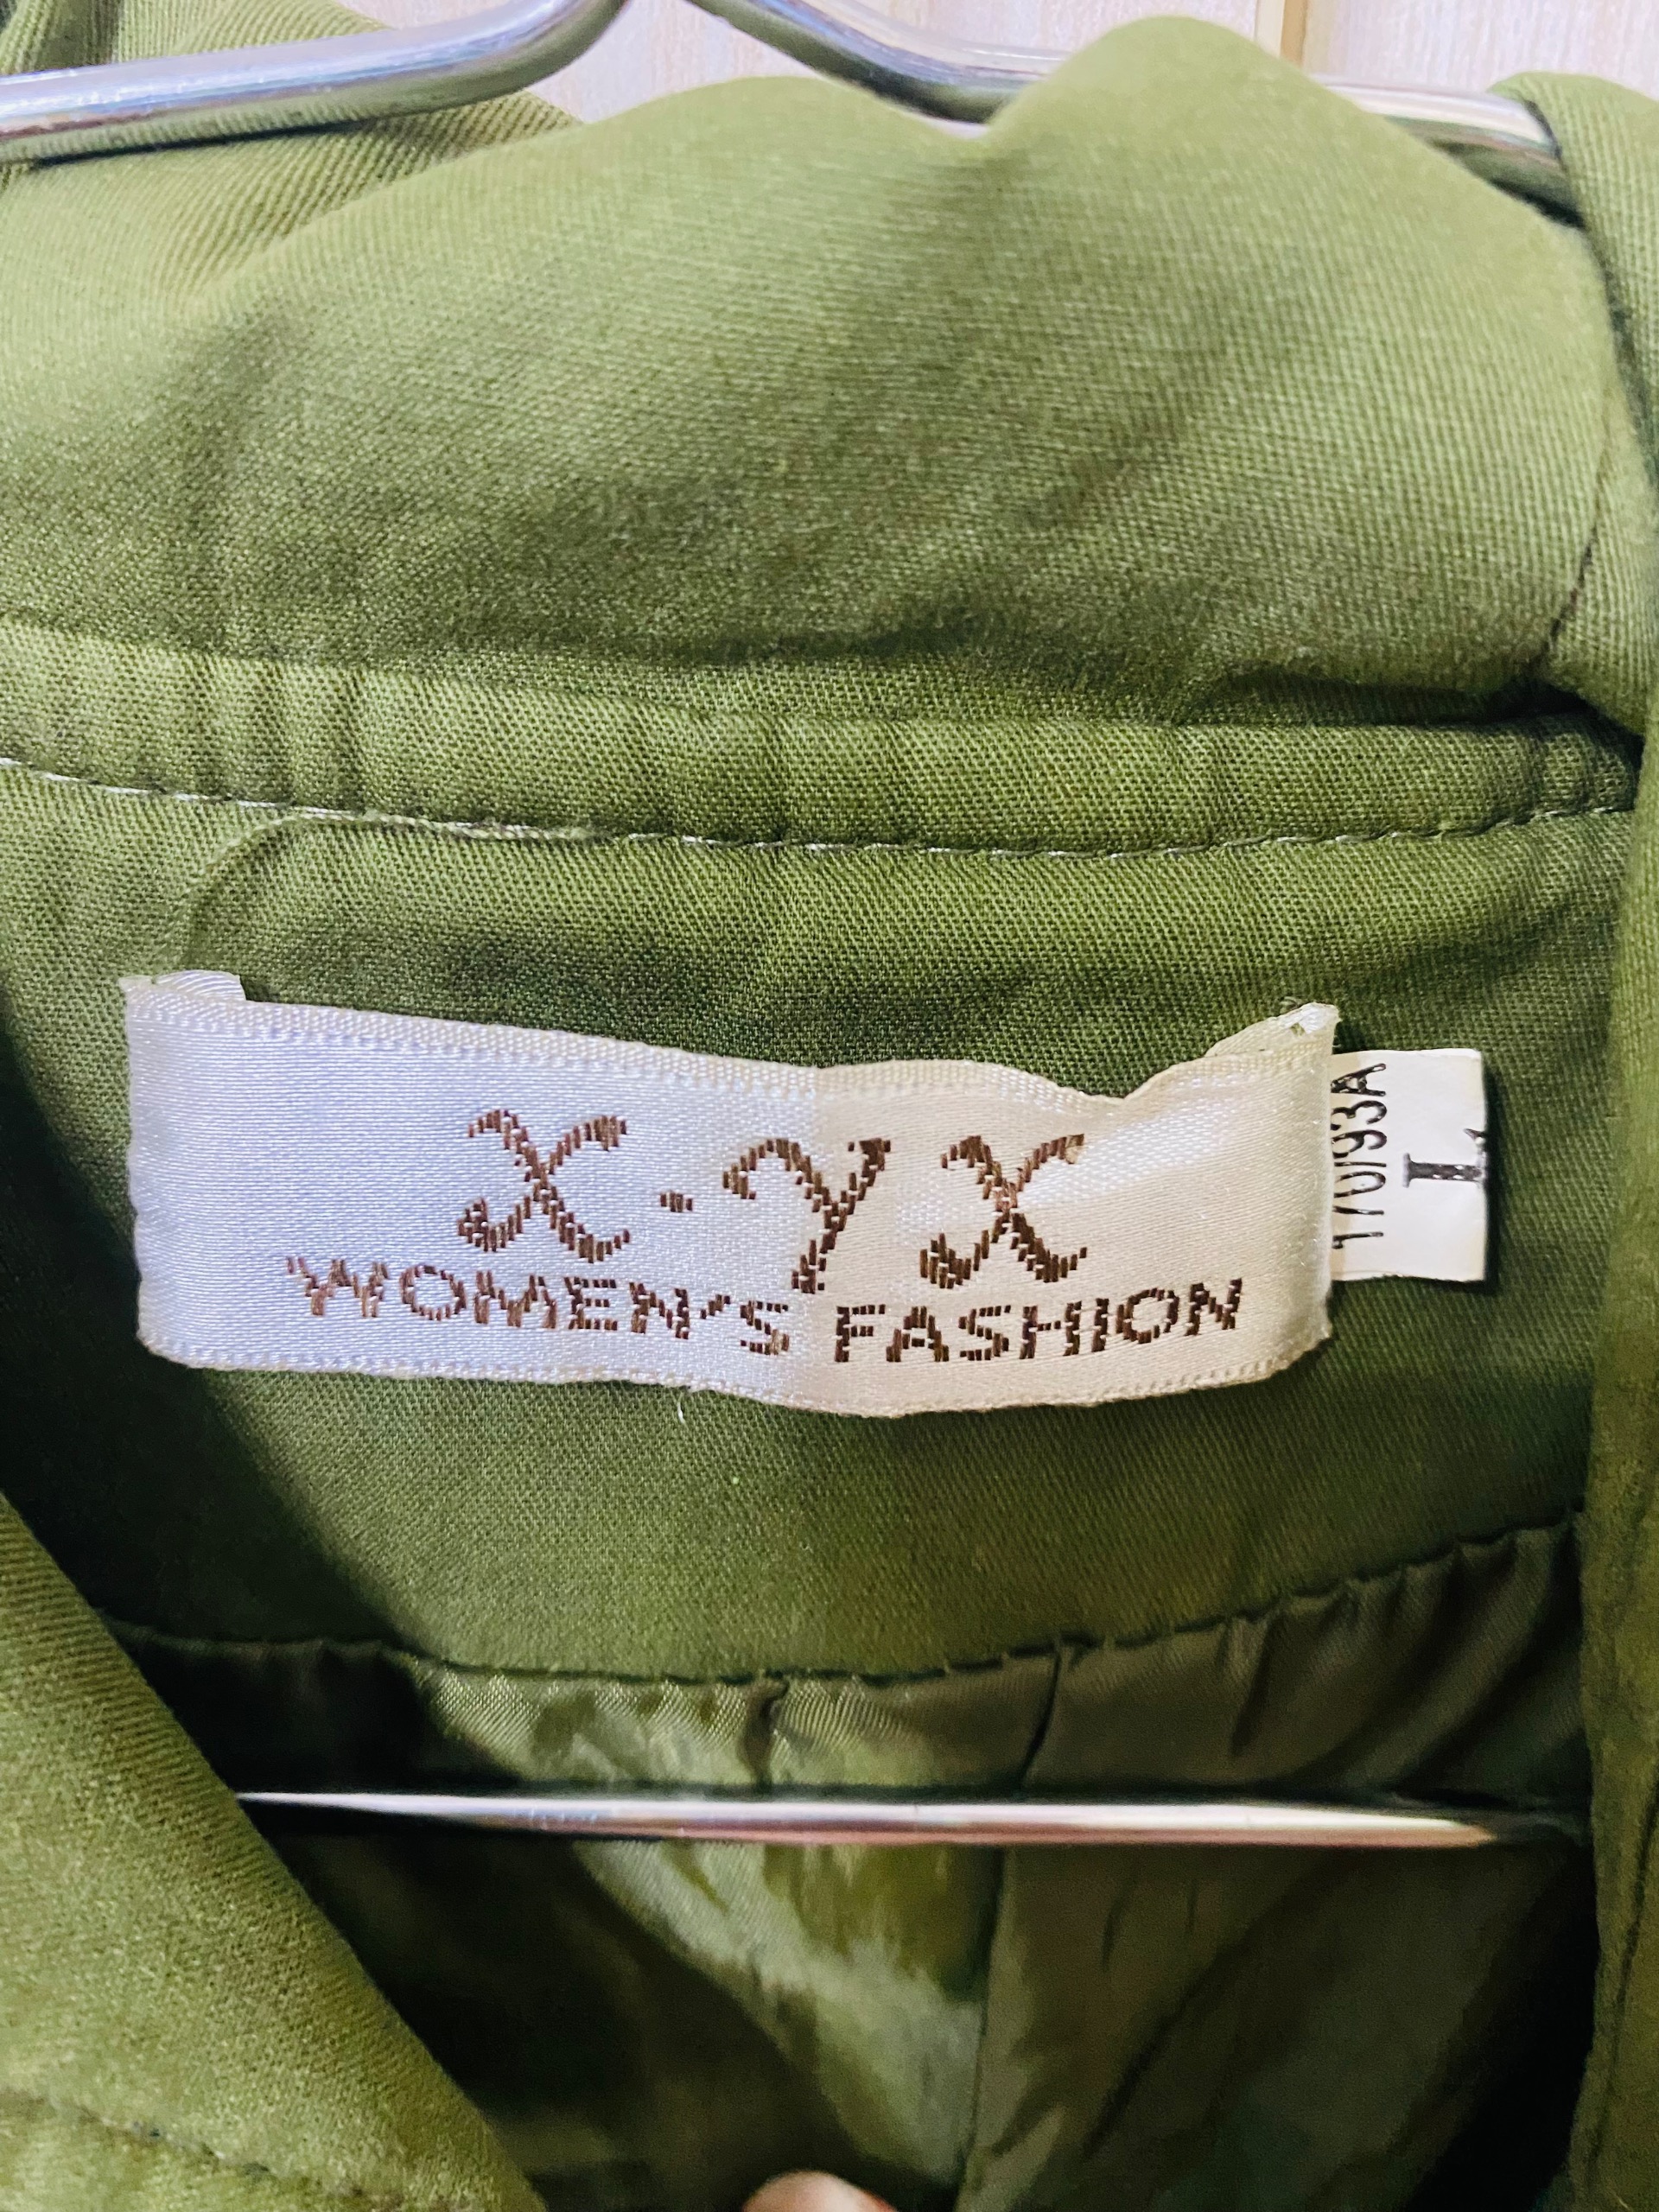 X·YX
WOMEN'S FASHION
170/93A
L